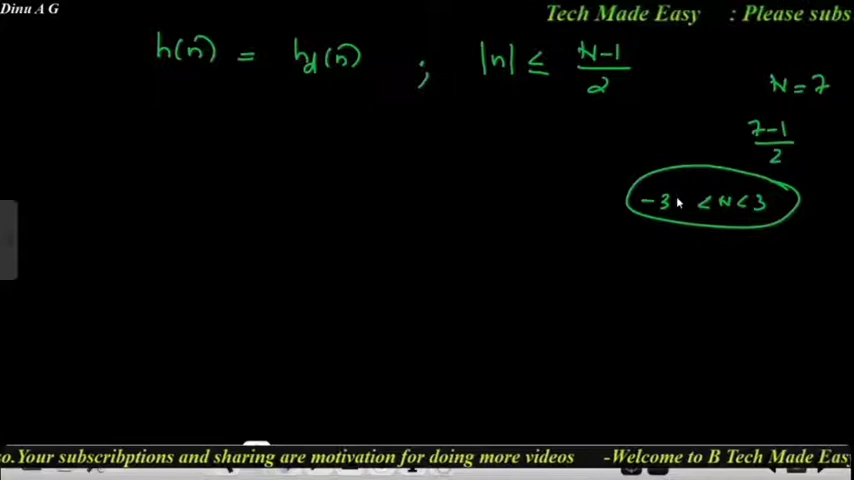 Dinu A G
Tech Made Easy : Please subs
h(n) = hd(n) ; |n| ≤ N-1/2
N = 7
7-1/2
-3 < N < 3
o.Your subscribptions and sharing are motivation for doing more videos -Welcome to B Tech Made Easy